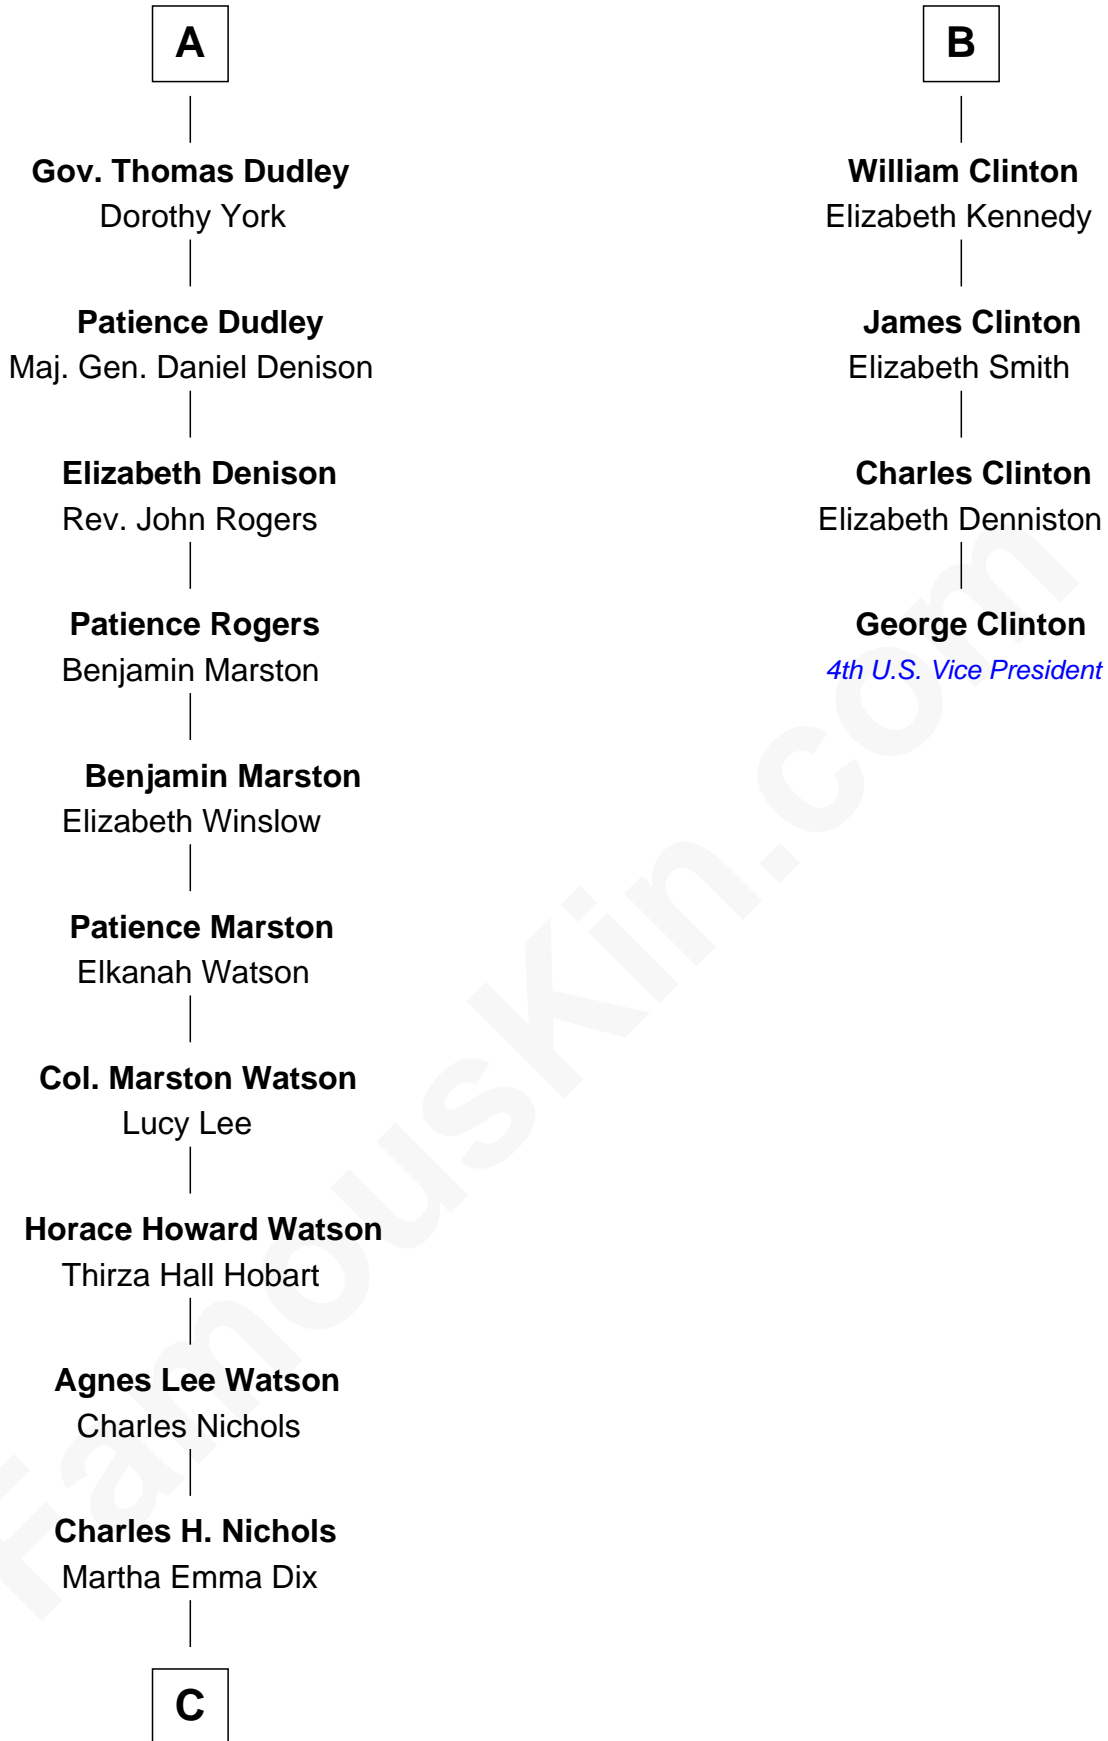 A
Gov. Thomas Dudley
Dorothy York
Patience Dudley
Maj. Gen. Daniel Denison
Elizabeth Denison
Rev. John Rogers
Patience Rogers
Benjamin Marston
Benjamin Marston
Elizabeth Winslow
Patience Marston
Elkanah Watson
Col. Marston Watson
Lucy Lee
Horace Howard Watson
Thirza Hall Hobart
Agnes Lee Watson
Charles Nichols
Charles H. Nichols
Martha Emma Dix
C
B
William Clinton
Elizabeth Kennedy
James Clinton
Elizabeth Smith
Charles Clinton
Elizabeth Denniston
George Clinton
4th U.S. Vice President
FamousKin.com